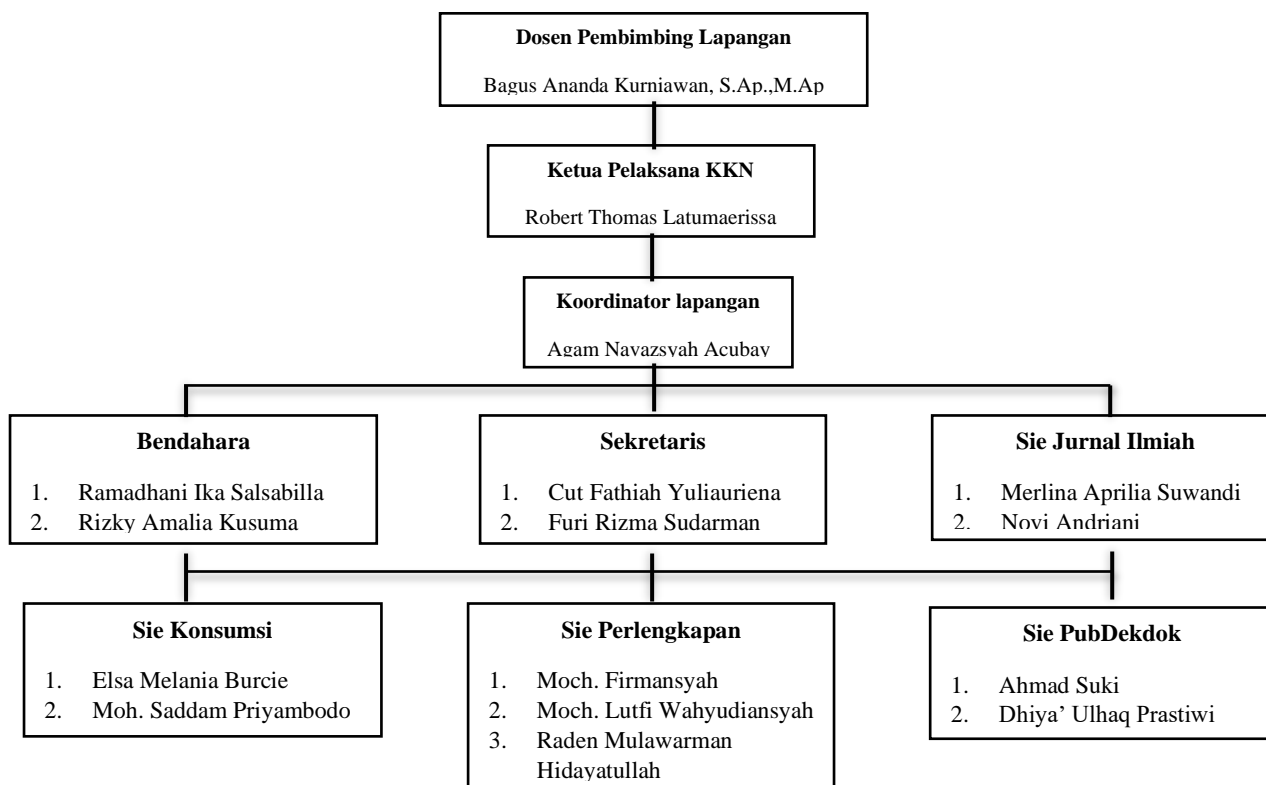 Dosen Pembimbing Lapangan
Bagus Ananda Kurniawan, S.Ap.,M.Ap
Ketua Pelaksana KKN
Robert Thomas Latumaerissa
Koordinator lapangan
Agam Navazsyah Acubay
Bendahara
1. Ramadhani Ika Salsabilla
2. Rizky Amalia Kusuma
Sekretaris
1. Cut Fathiah Yuliauriena
2. Furi Rizma Sudarman
Sie Jurnal Ilmiah
1. Merlina Aprilia Suwandi
2. Novi Andriani
Sie Konsumsi
1. Elsa Melania Burcie
2. Moh. Saddam Priyambodo
Sie Perlengkapan
1. Moch. Firmansyah
2. Moch. Lutfi Wahyudiansyah
3. Raden Mulawarman
Hidayatullah
Sie PubDekdok
1. Ahmad Suki
2. Dhiya’ Ulhaq Prastiwi